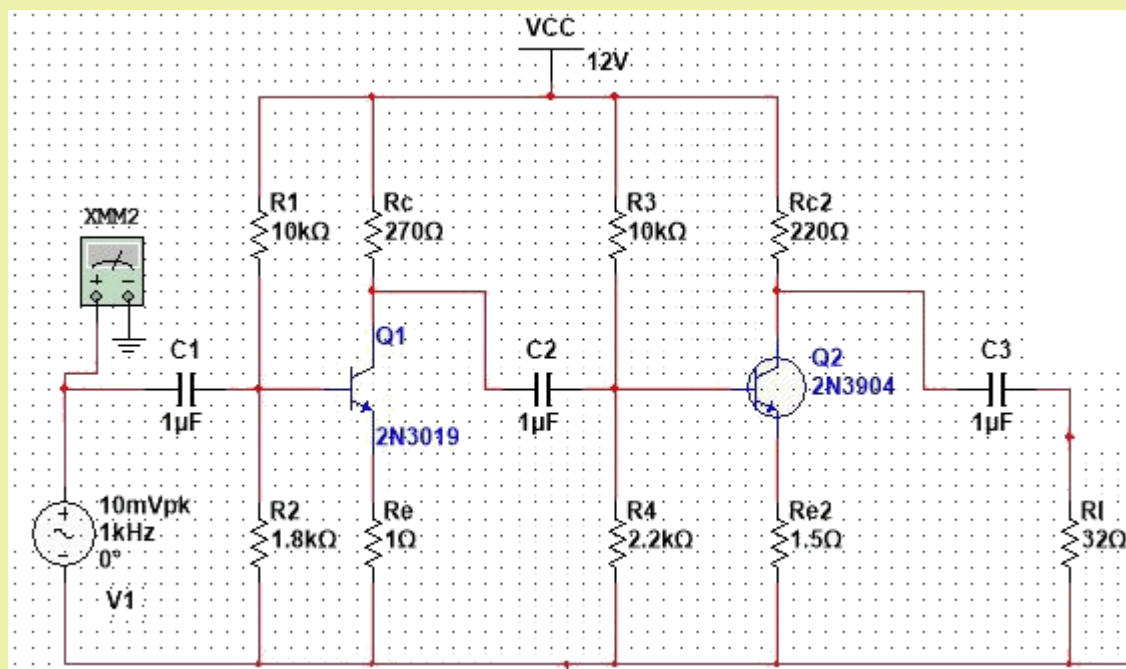 VCC
12V
R1
10kΩ
Rc
270Ω
R3
10kΩ
Rc2
220Ω
XMM2
C1
1µF
Q1
2N3019
C2
1µF
Q2
2N3904
C3
1µF
10mVpk
1kHz
0°
V1
R2
1.8kΩ
Re
1Ω
R4
2.2kΩ
Re2
1.5Ω
Rl
32Ω